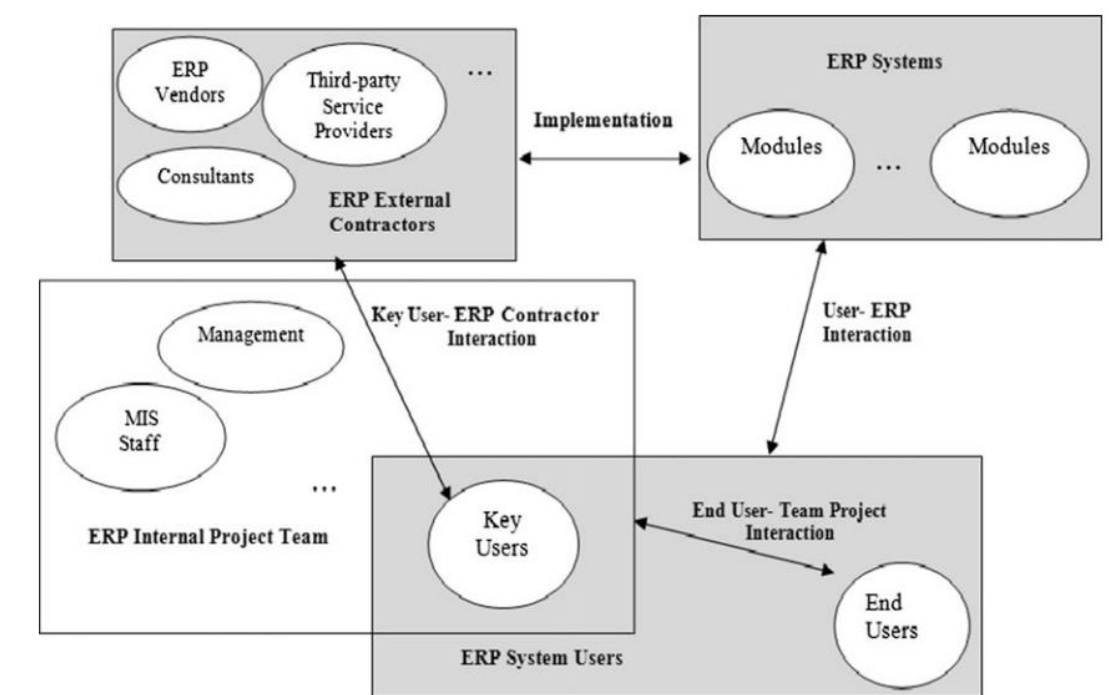 ERP
Vendors
Third-party
Service
Providers
...
Consultants
ERP External
Contractors
Implementation
ERP Systems
Modules
...
Modules
Key User- ERP Contractor
Interaction
User- ERP
Interaction
Management
MIS
Staff
...
ERP Internal Project Team
Key
Users
End User- Team Project
Interaction
End
Users
ERP System Users